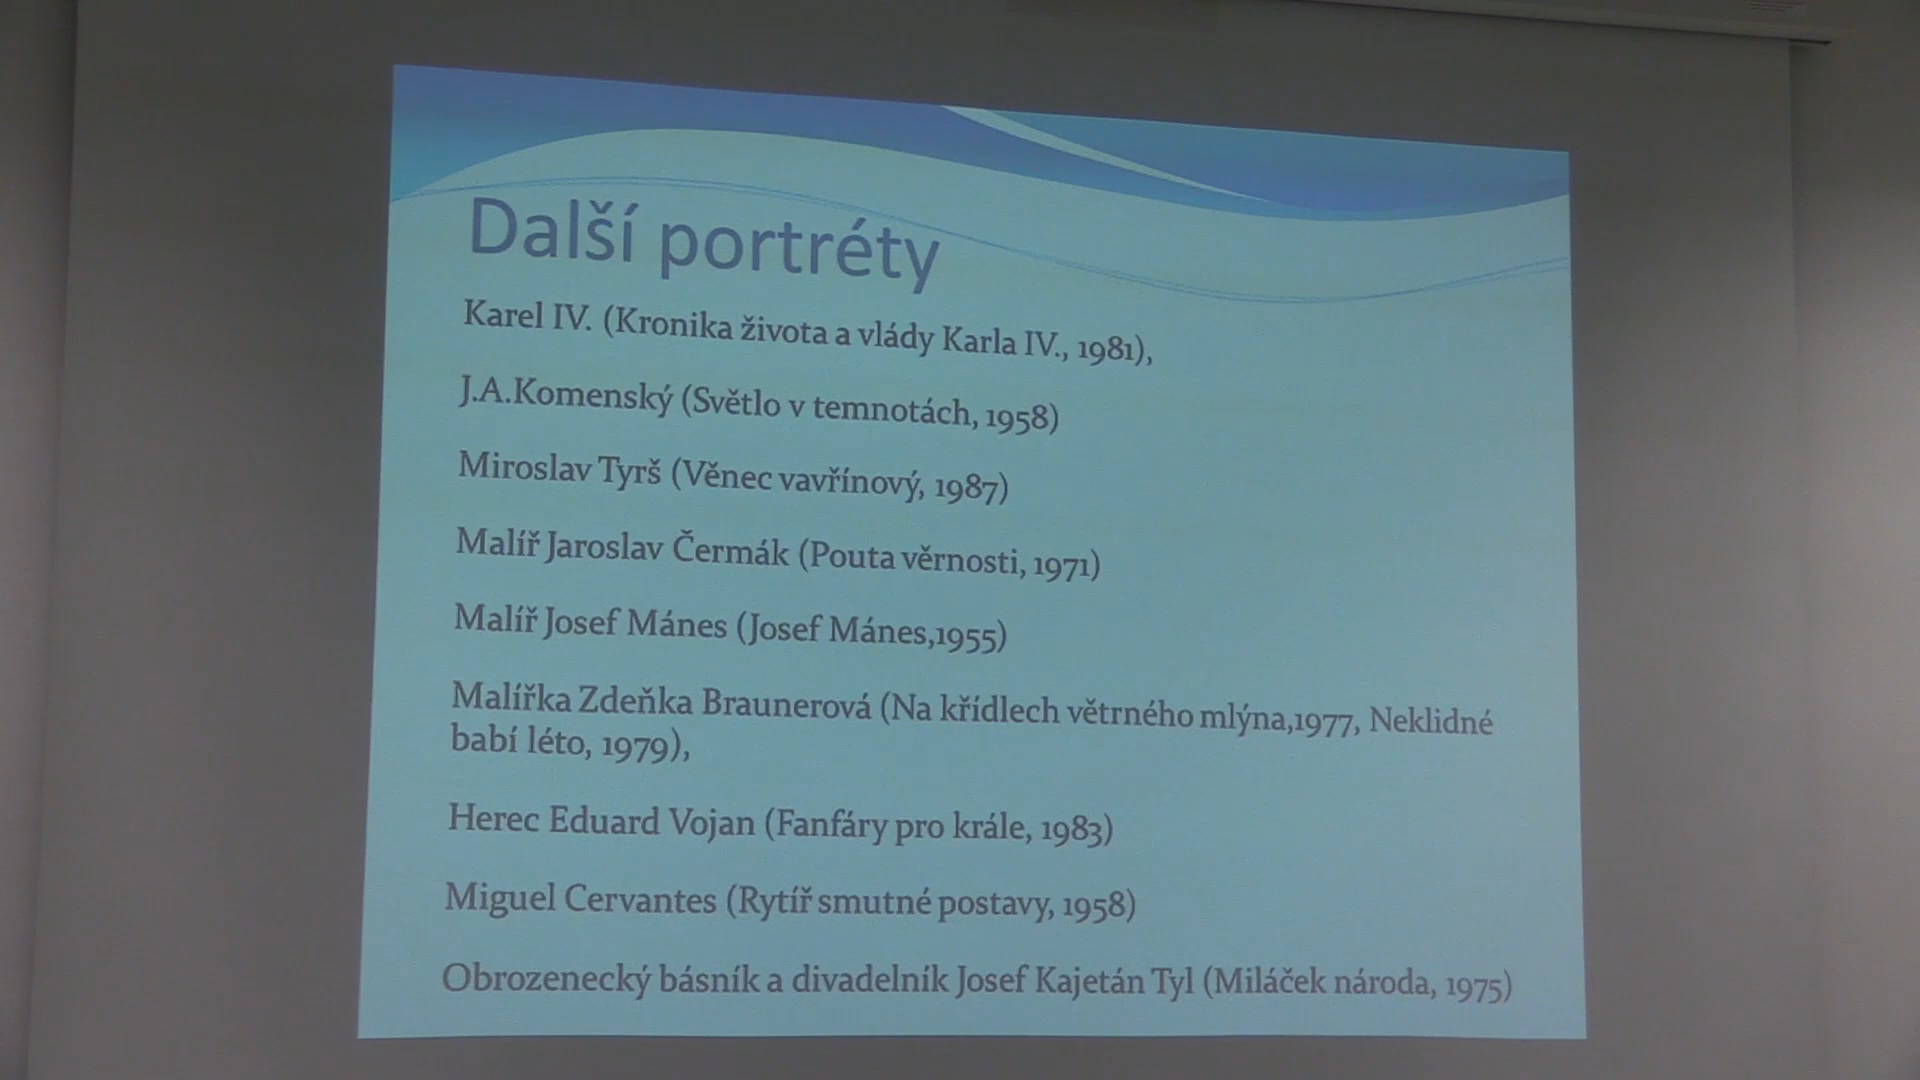 Další portréty
Karel IV. (Kronika života a vlády Karla IV., 1981),
J.A.Komenský (Světlo v temnotách, 1958)
Miroslav Tyrš (Věnec vavřínový, 1987)
Malíř Jaroslav Čermák (Pouta věrnosti, 1971)
Malíř Josef Mánes (Josef Mánes,1955)
Malířka Zdeňka Braunerová (Na křídlech větrného mlýna,1977, Neklidné
babí léto, 1979),
Herec Eduard Vojan (Fanfáry pro krále, 1983)
Miguel Cervantes (Rytíř smutné postavy, 1958)
Obrozenecký básník a divadelník Josef Kajetán Tyl (Miláček národa, 1975)